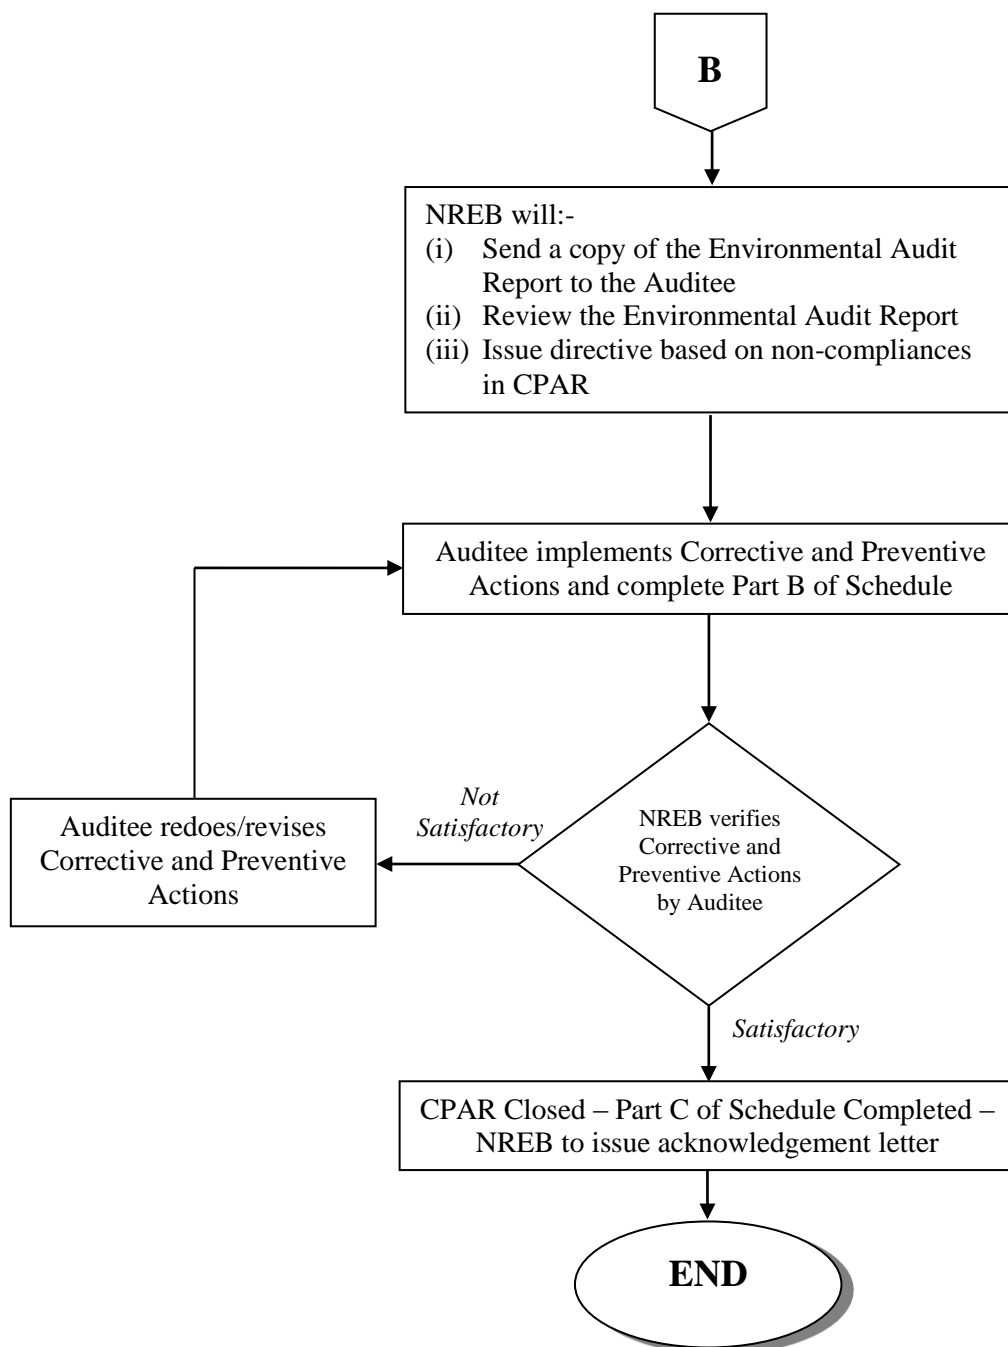 B
NREB will:-
(i) Send a copy of the Environmental Audit
Report to the Auditee
(ii) Review the Environmental Audit Report
(iii) Issue directive based on non-compliances
in CPAR
Auditee implements Corrective and Preventive
Actions and complete Part B of Schedule
Not
Satisfactory
Auditee redoes/revises
Corrective and Preventive
Actions
NREB verifies
Corrective and
Preventive Actions
by Auditee
Satisfactory
CPAR Closed – Part C of Schedule Completed –
NREB to issue acknowledgement letter
END